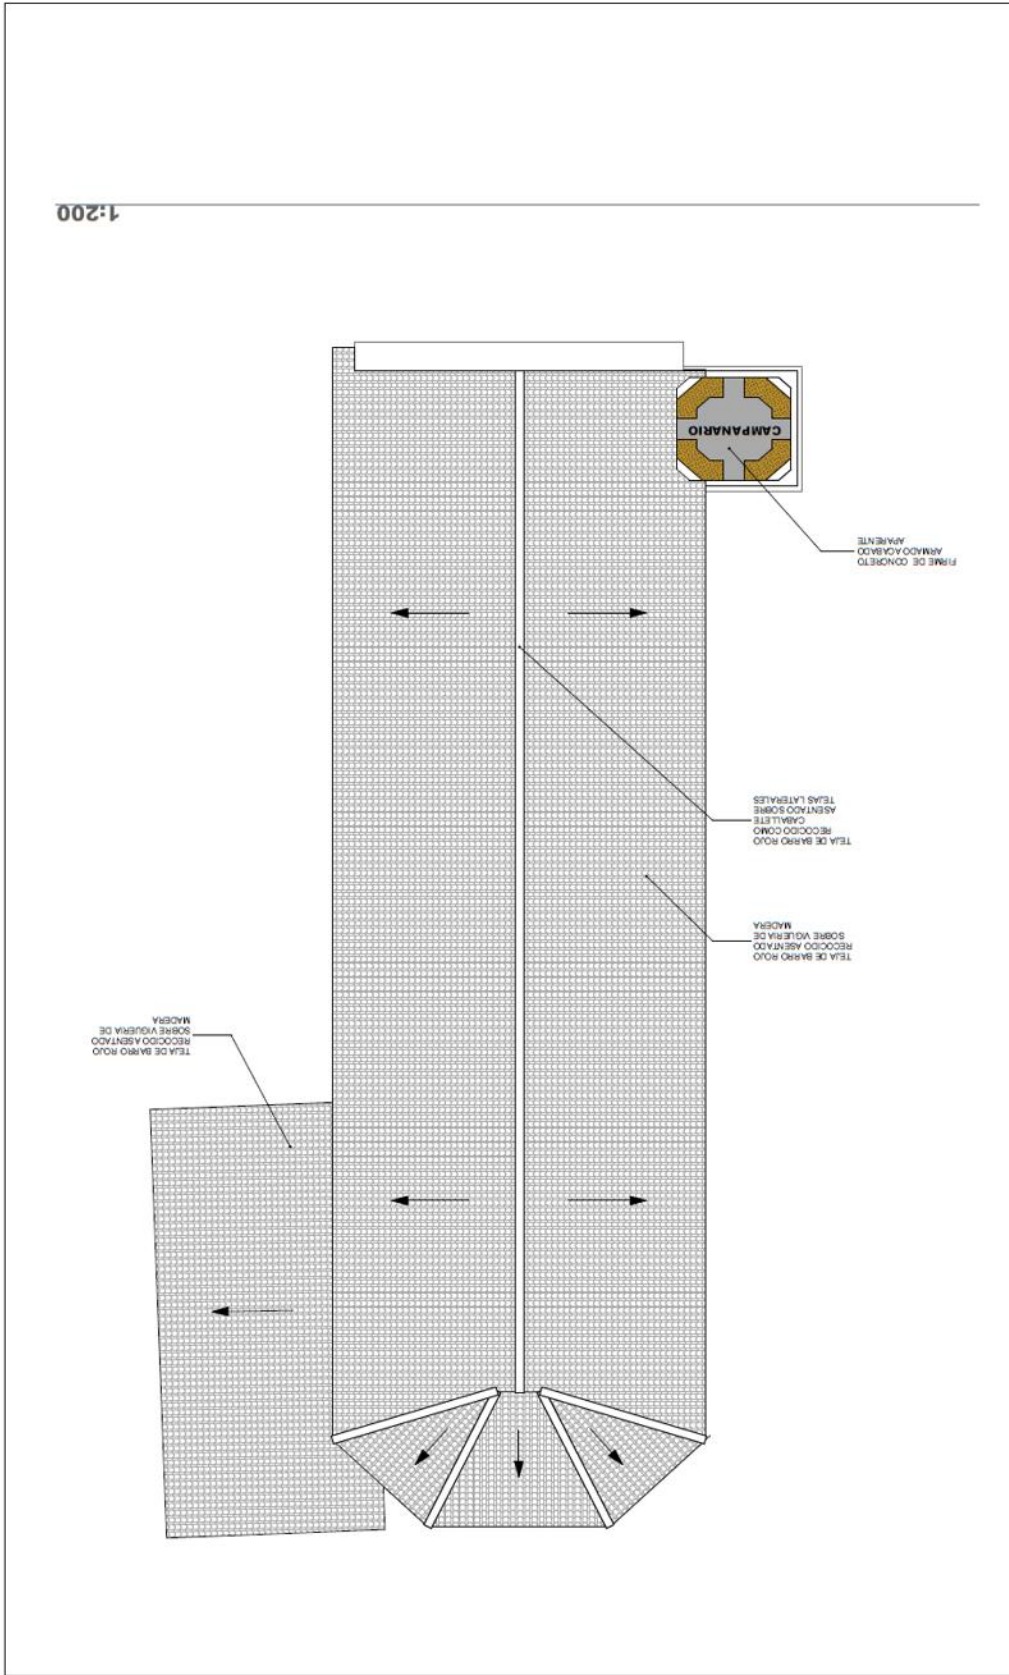 TEJA DE BARRO ROJO
RECOCIDO ASENTADO
SOBRE VIGUERIA DE
MADERA
TEJA DE BARRO ROJO
RECOCIDO ASENTADO
SOBRE VIGUERIA DE
MADERA
TEJA DE BARRO ROJO
RECOCIDO COMO
CABALLETE
ASENTADO SOBRE
TEJAS LATERALES
FIRME DE CONCRETO
ARMADO ACABADO
APARENTE
CAMPANARIO
1:200